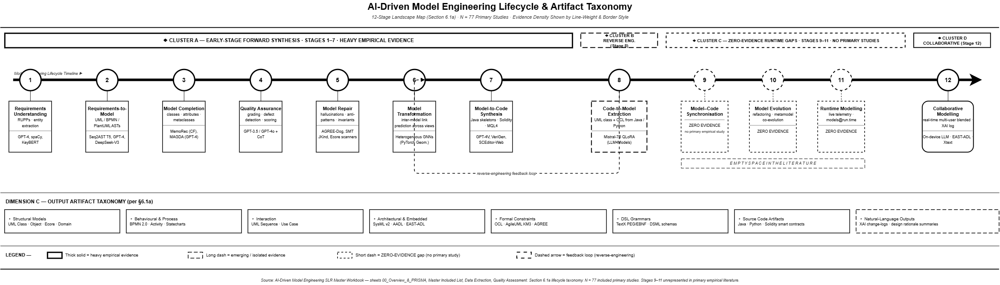 AI-Driven Model Engineering Lifecycle & Artifact Taxonomy
12-Stage Landscape Map (Section 6.1a) · N = 77 Primary Studies · Evidence Density Shown by Line-Weight & Border Style
◆ CLUSTER A — EARLY-STAGE FORWARD SYNTHESIS · STAGES 1–7 · HEAVY EMPIRICAL EVIDENCE
◆ CLUSTER B
REVERSE ENG.
(Stage 8)
◆ CLUSTER C — ZERO-EVIDENCE RUNTIME GAPS · STAGES 9–11 · NO PRIMARY STUDIES
◆ CLUSTER D
COLLABORATIVE (Stage 12)
Lifecycle Timeline ▶
1
Requirements
Understanding
RUPPs · entity
extraction
GPT-4, spaCy,
KeyBERT
2
Requirements-to-
Model
UML / BPMN /
PlantUML ASTs
Seq2AST T5, GPT-4,
DeepSeek-V3
3
Model Completion
classes · attributes ·
metaclasses
MemoRec (CF),
MAGDA (GPT-4)
4
Quality Assurance
grading · defect
detection · scoring
GPT-3.5 / GPT-4o +
CoT
5
Model Repair
hallucinations · anti-
patterns · invariants
AGREE-Dog, SMT
JKind, Ecore scanners
6
Model
Transformation
inter-model link
prediction across views
Heterogeneous GNNs
(PyTorch Geom.)
7
Model-to-Code
Synthesis
Java skeletons · Solidity
· MQL4
GPT-4V, VeriGen,
SCEditor-Web
8
Code-to-Model
Extraction
UML class + OCL from Java /
Python
Mistral-7B QLoRA
(LLM4Models)
9
Model–Code
Synchronisation
ZERO EVIDENCE
no primary empirical study
10
Model Evolution
refactoring · metamodel
co-evolution
ZERO EVIDENCE
11
Runtime Modelling
live telemetry ·
models@run.time
ZERO EVIDENCE
12
Collaborative
Modelling
real-time multi-user blended ·
XAI log
On-device LLM · EAST-ADL ·
Xtext
E M P T Y S P A C E I N T H E L I T E R A T U R E
reverse-engineering feedback loop
DIMENSION C — OUTPUT ARTIFACT TAXONOMY (per §6.1a)
‣ Structural Models
UML Class · Object · Ecore · Domain
‣ Behavioural & Process
BPMN 2.0 · Activity · Statecharts
‣ Interaction
UML Sequence · Use Case
‣ Architectural & Embedded
SysML v2 · AADL · EAST-ADL
‣ Formal Constraints
OCL · AgileUML KM3 · AGREE
‣ DSL Grammars
TextX PEG/EBNF · DSML schemas
‣ Source Code Artifacts
Java · Python · Solidity smart contracts
‣ Natural-Language Outputs
XAI change-logs · design rationale summaries
LEGEND —
Thick solid = heavy empirical evidence
Long dash = emerging / isolated evidence
Short dash = ZERO-EVIDENCE gap (no primary study)
Dashed arrow = feedback loop (reverse-engineering)
Source: AI-Driven Model Engineering SLR Master Workbook — sheets 00_Overview_&_PRISMA, Master Included List, Data Extraction, Quality Assessment. Section 6.1a lifecycle taxonomy. N = 77 included primary studies. Stages 9–11 unrepresented in primary empirical literature.